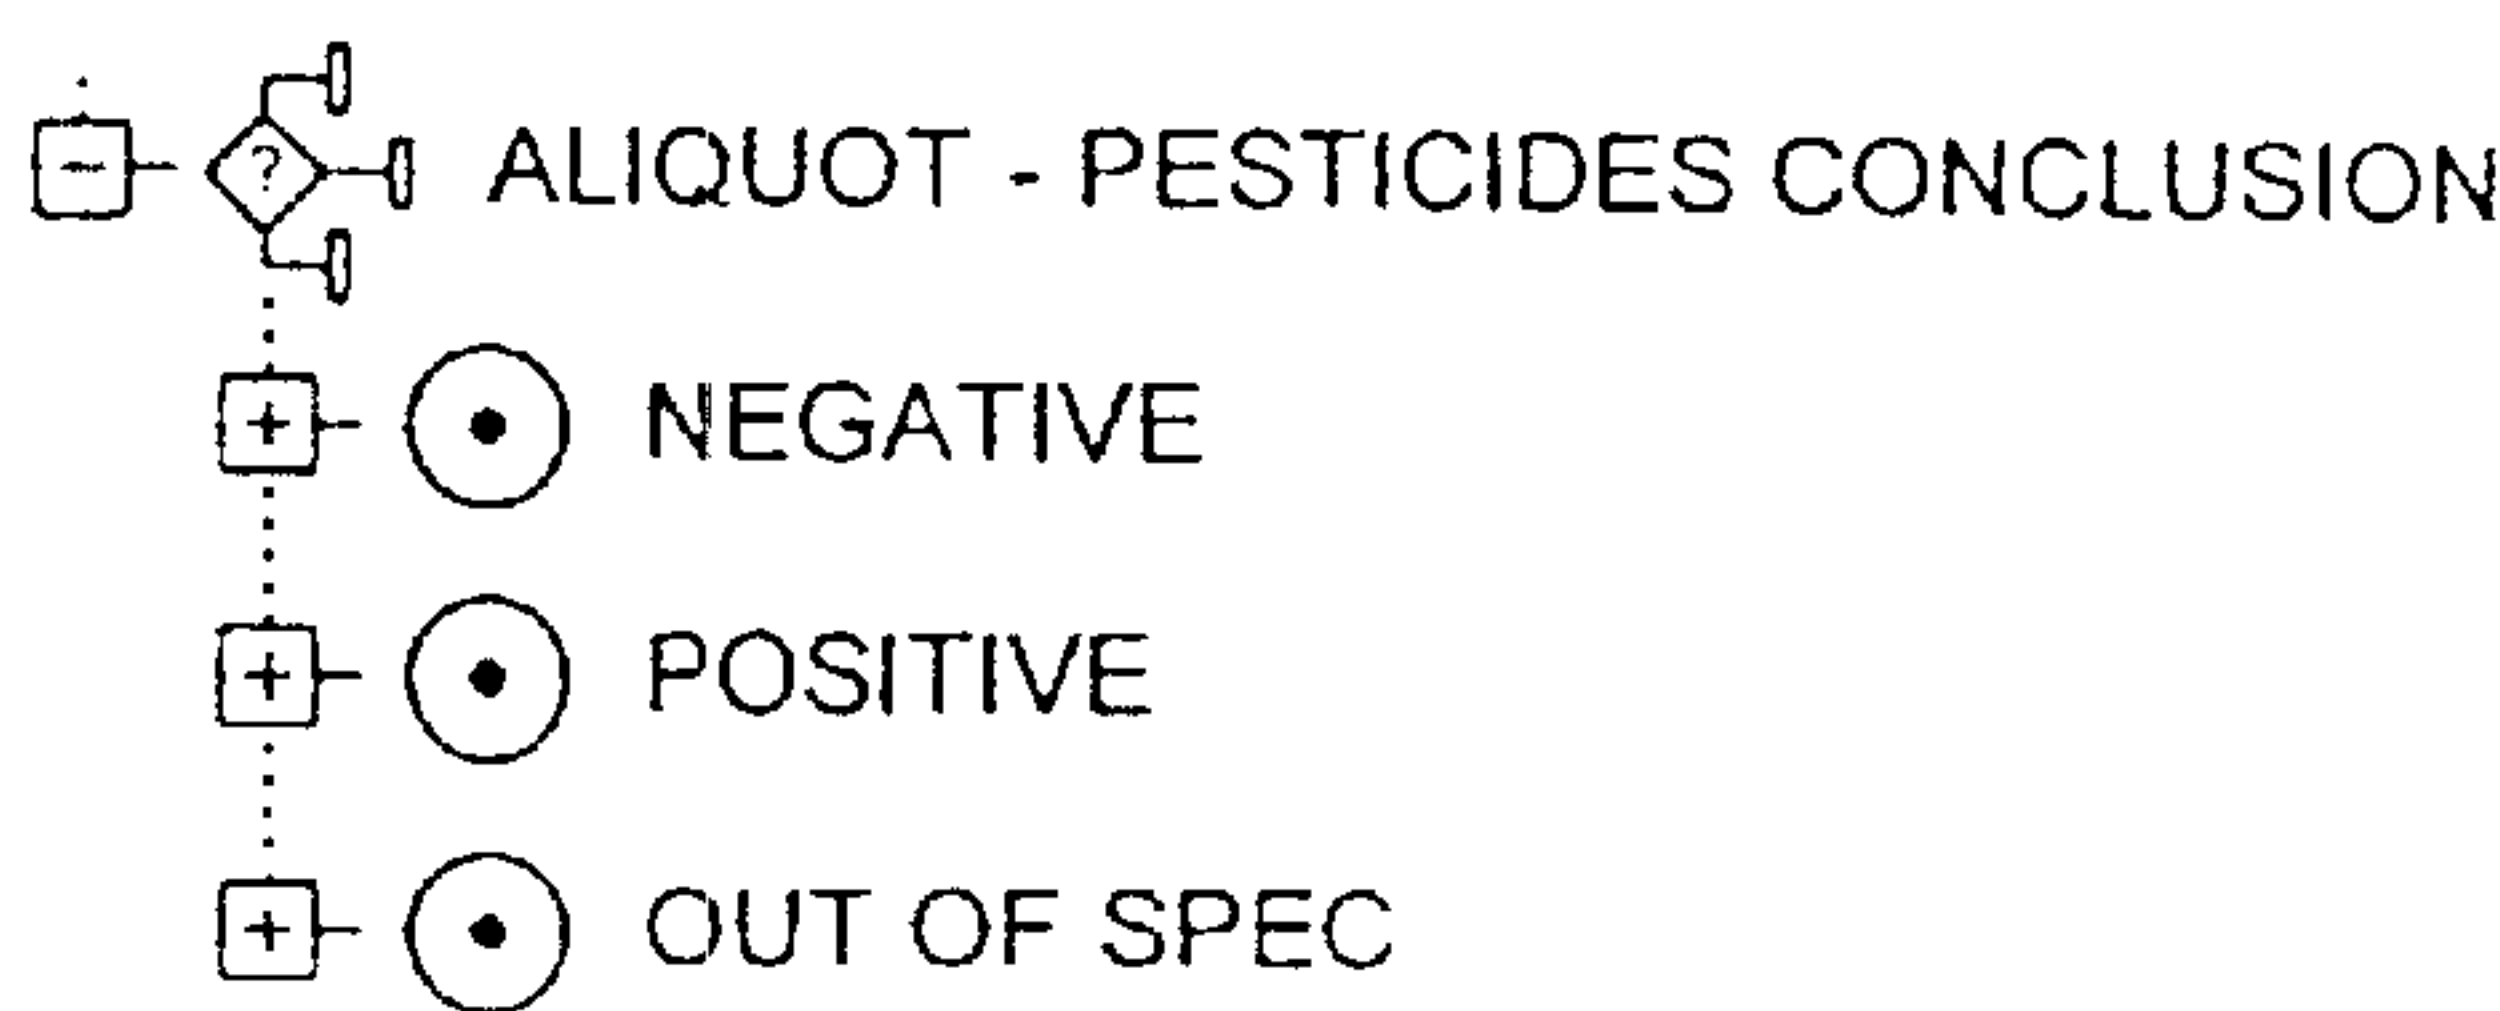 ? ALIQUOT - PESTICIDES CONCLUSION
NEGATIVE
POSITIVE
OUT OF SPEC